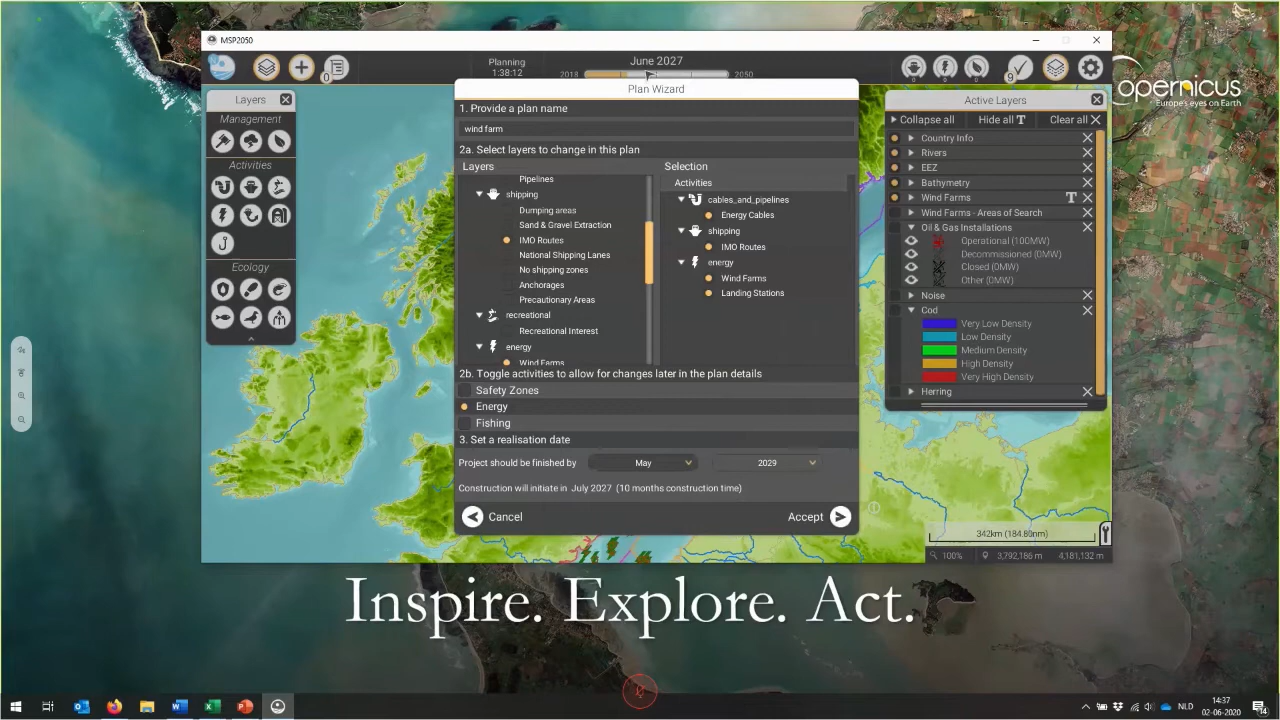 MSP2050
Planning
1:38:12
June 2027
2018
2050
0
9
opernicus
Europe's eyes on Earth
Layers
Management
Activities
Ecology
Plan Wizard
1. Provide a plan name
wind farm
2a. Select layers to change in this plan
Layers
Pipelines
shipping
Dumping areas
Sand & Gravel Extraction
IMO Routes
National Shipping Lanes
No shipping zones
Anchorages
Precautionary Areas
recreational
Recreational Interest
energy
Wind Farms
Selection
Activities
cables_and_pipelines
Energy Cables
shipping
IMO Routes
energy
Wind Farms
Landing Stations
2b. Toggle activities to allow for changes later in the plan details
Safety Zones
Energy
Fishing
3. Set a realisation date
Project should be finished by May 2029
Construction will initiate in July 2027 (10 months construction time)
Cancel
Accept
Active Layers
Collapse all Hide all T Clear all
Country Info
Rivers
EEZ
Bathymetry
Wind Farms T
Wind Farms - Areas of Search
Oil & Gas Installations
Operational (100MW)
Decommissioned (0MW)
Closed (0MW)
Other (0MW)
Noise
Cod
Very Low Density
Low Density
Medium Density
High Density
Very High Density
Herring
342km (184.80nm)
100% 3,792,186 m 4,181,132 m
Inspire. Explore. Act.
NLD
14:37
02-06-2020
14